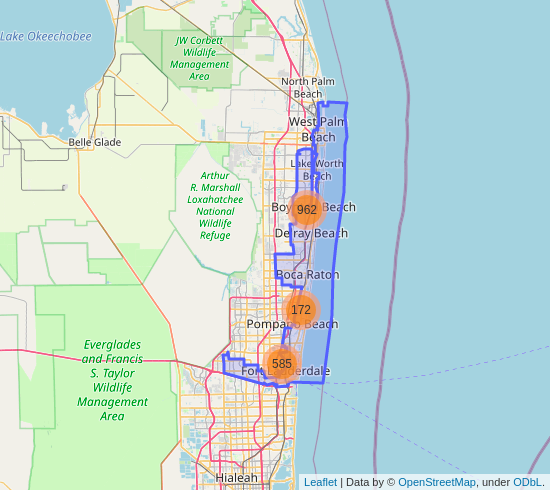 Lake Okeechobee
JW Corbett
Wildlife
Management
Area
North Palm
Beach
West Palm
Beach
Belle Glade
Lake Worth
Beach
Arthur
R. Marshall
Loxahatchee
National
Wildlife
Refuge
962
Delray Beach
Boca Raton
172
Pompano Beach
Everglades
and Francis
S. Taylor
Wildlife
Management
Area
585
Fort Lauderdale
Hialeah
Leaflet | Data by © OpenStreetMap, under ODbL.